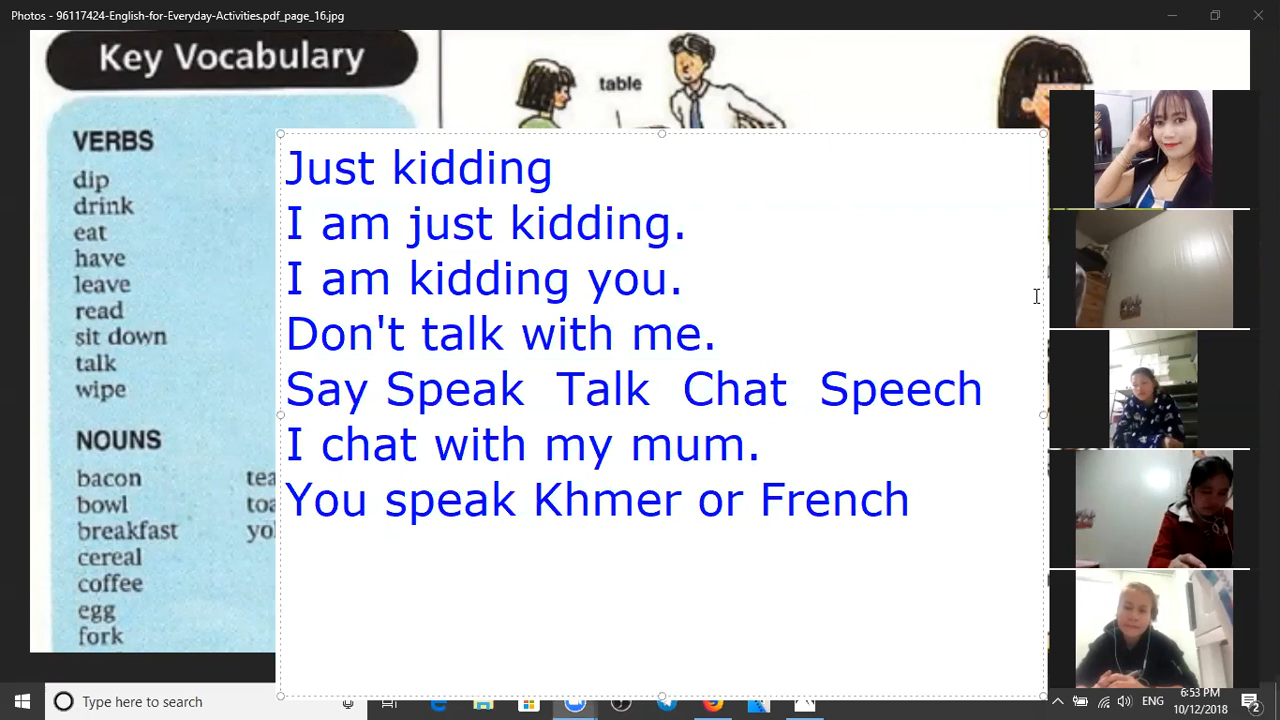 Photos - 96117424-English-for-Everyday-Activities.pdf_page_16.jpg
Key Vocabulary
table
VERBS
dip
drink
eat
have
leave
read
sit down
talk
wipe
NOUNS
bacon
bowl
breakfast
cereal
coffee
egg
fork
Just kidding
I am just kidding.
I am kidding you.
Don't talk with me.
Say Speak Talk Chat Speech
I chat with my mum.
You speak Khmer or French
Type here to search
ENG
6:53 PM
10/12/2018
2